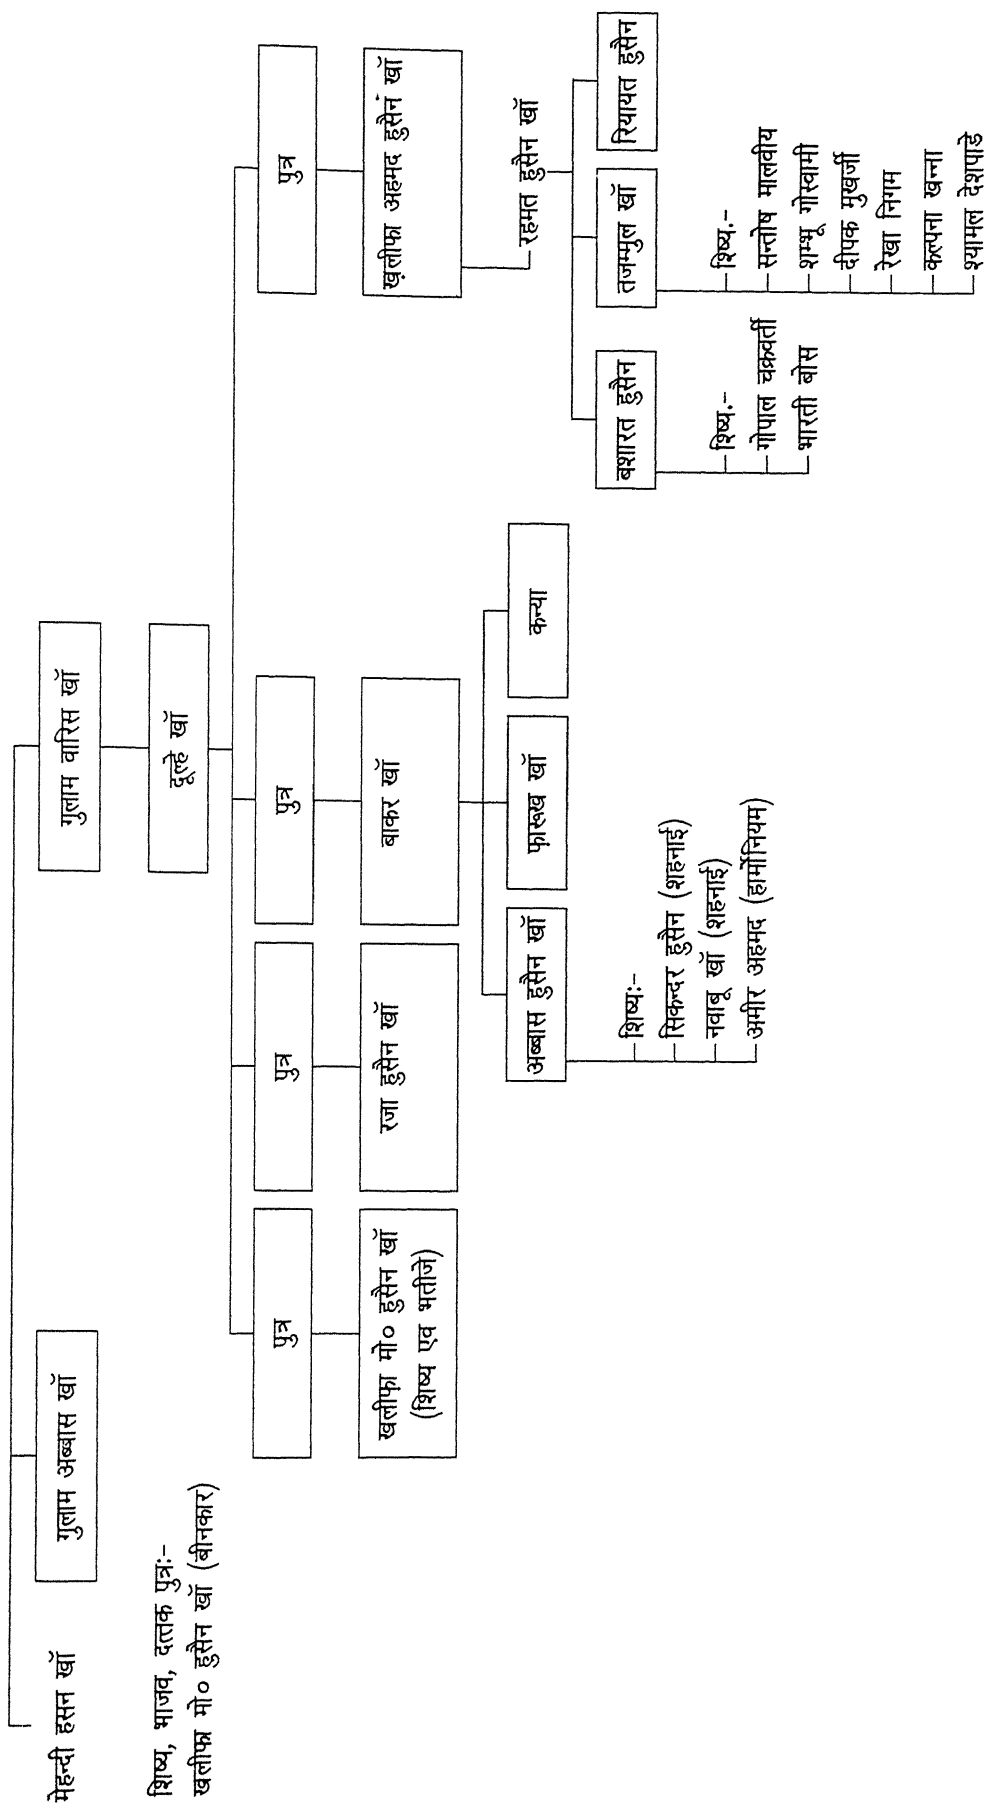 मेहन्दी हसन खॉ
गुलाम अब्बास खॉ
गुलाम वारिस खॉ
शिष्य, भाजव, दत्तक पुत्र:-
खलीफा मो० हुसैन खॉ (बीनकार)
दूल्हे खॉ
पुत्र
पुत्र
पुत्र
पुत्र
खलीफा मो० हुसैन खॉ
(शिष्य एव भतीजे)
रजा हुसैन खॉ
बाकर खॉ
ख़लीफा अहमद हुसैनं खॉ
रहमत हुसैन खॉ
अब्बास हुसैन खॉ
फ़ारूख खॉ
कन्या
बशारत हुसैन
तजम्मुल खॉ
रियायत हुसैन
शिष्य:-
सिकन्दर हुसैन (शहनाई)
नवाबू खॉ (शहनाई)
अमीर अहमद (हार्मोनियम)
शिष्य.-
गोपाल चक्रवर्ती
भारती बोस
शिष्य.-
सन्तोष मालवीय
शम्भू गोस्वामी
दीपक मुखर्जी
रेखा निगम
कल्पना खन्ना
श्यामल देशपाडे